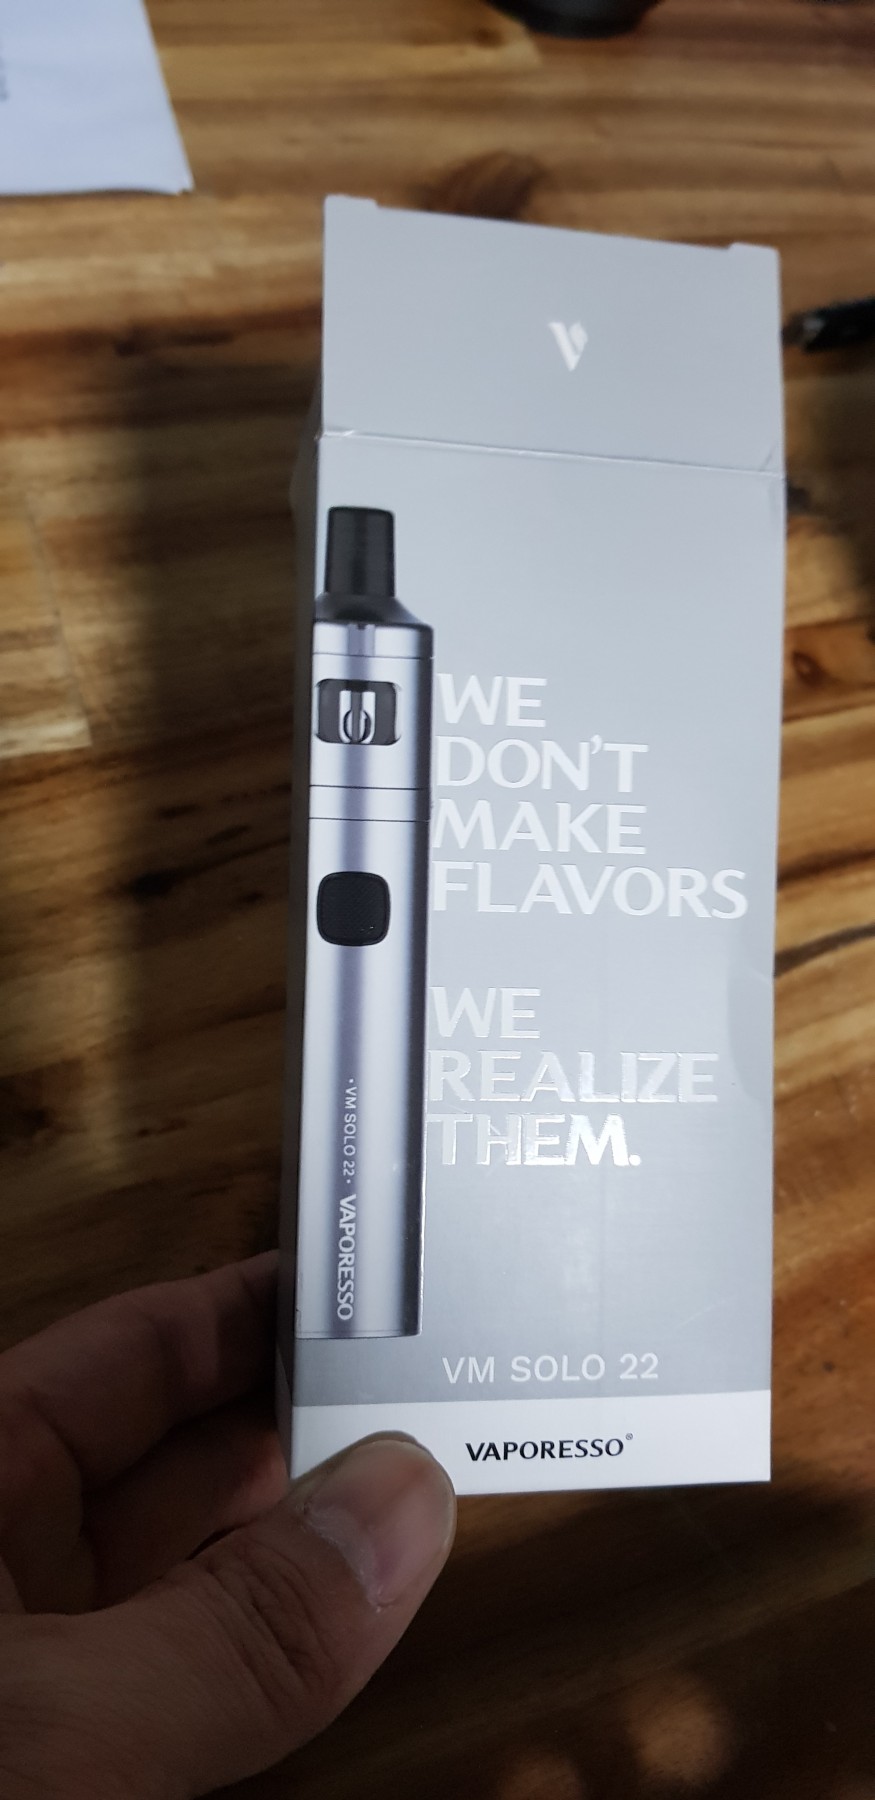 WE
DON'T
MAKE
FLAVORS
WE
REALIZE
THEM.
• VM SOLO 22 • VAPORESSO
VM SOLO 22
VAPORESSO®